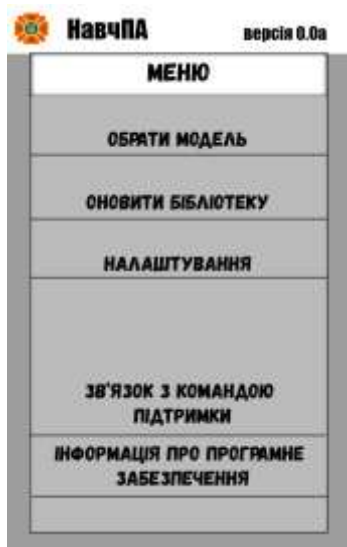 НавчПА
версія 0.0а
МЕНЮ
ОБРАТИ МОДЕЛЬ
ОНОВИТИ БІБЛІОТЕКУ
НАЛАШТУВАННЯ
ЗВ'ЯЗОК З КОМАНДОЮ
ПІДТРИМКИ
ІНФОРМАЦІЯ ПРО ПРОГРАМНЕ
ЗАБЕЗПЕЧЕННЯ